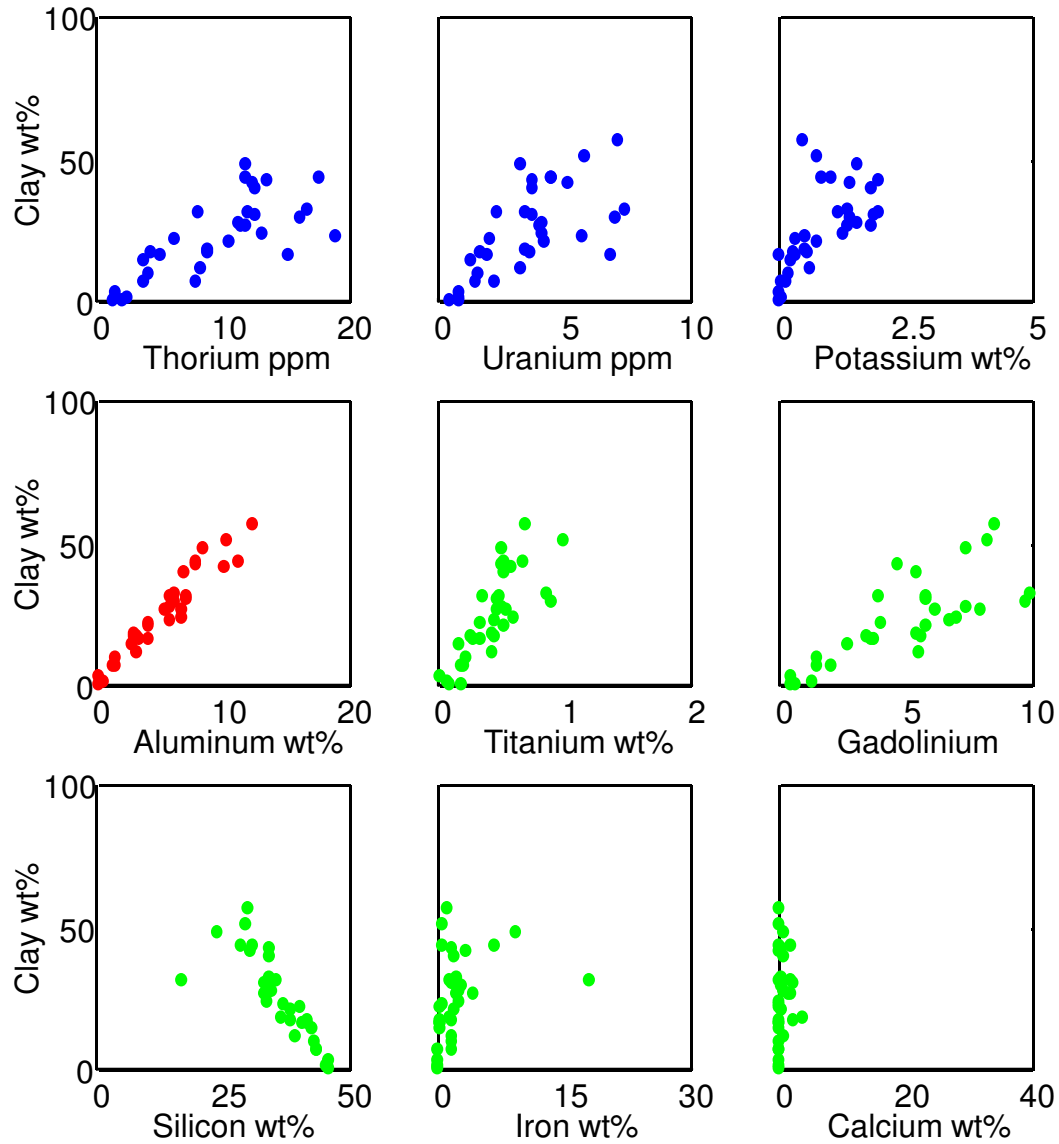 100
50
0
Clay wt%
0 10 20
Thorium ppm
0 5 10
Uranium ppm
0 2.5 5
Potassium wt%
100
50
0
Clay wt%
0 10 20
Aluminum wt%
0 1 2
Titanium wt%
0 5 10
Gadolinium
100
50
0
Clay wt%
0 25 50
Silicon wt%
0 15 30
Iron wt%
0 20 40
Calcium wt%